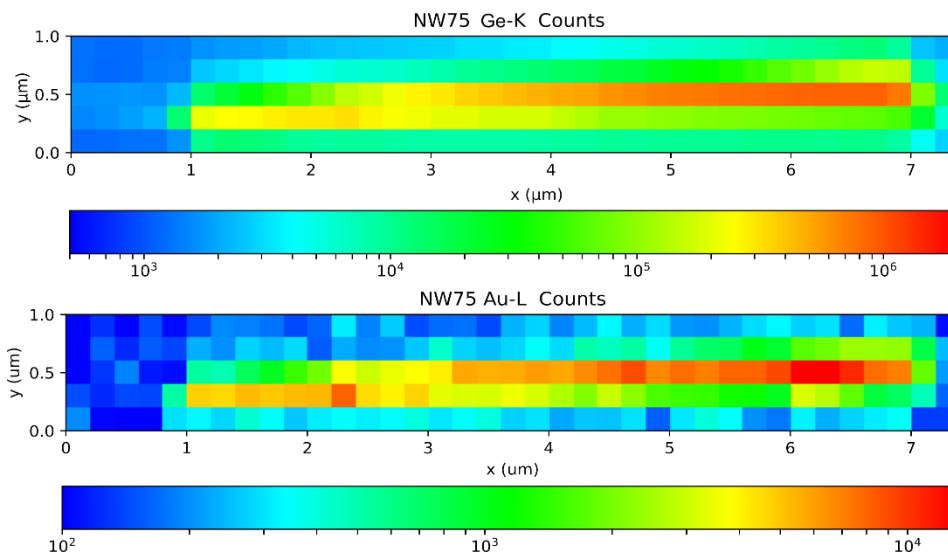 NW75 Ge-K Counts
1.0
0.5
0.0
y (μm)
0 1 2 3 4 5 6 7
x (μm)
10³ 10⁴ 10⁵ 10⁶
NW75 Au-L Counts
1.0
0.5
0.0
y (um)
0 1 2 3 4 5 6 7
x (um)
10² 10³ 10⁴